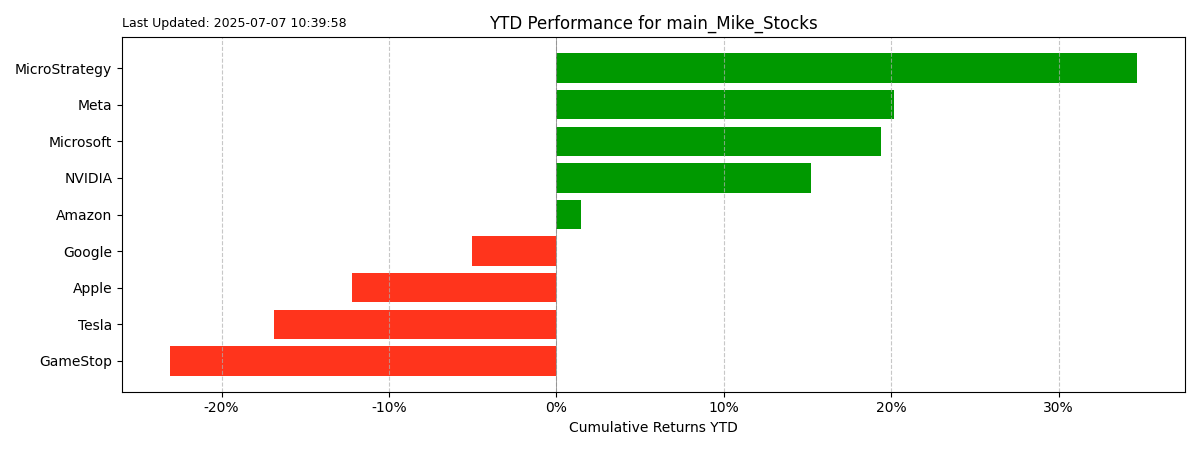 Last Updated: 2025-07-07 10:39:58
YTD Performance for main_Mike_Stocks
MicroStrategy
Meta
Microsoft
NVIDIA
Amazon
Google
Apple
Tesla
GameStop
-20% -10% 0% 10% 20% 30%
Cumulative Returns YTD